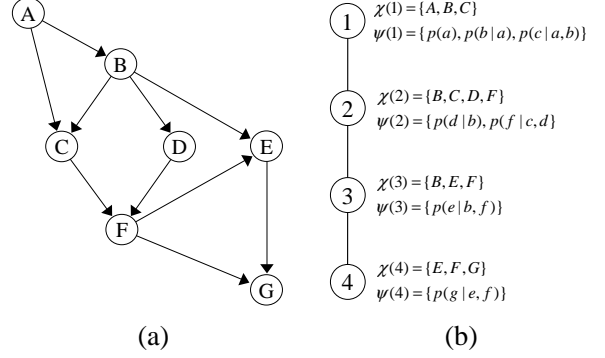 A
B
C
D
E
F
G
(a)
1
χ(1) = {A, B, C}
ψ(1) = {p(a), p(b | a), p(c | a,b)}
2
χ(2) = {B, C, D, F}
ψ(2) = {p(d | b), p(f | c, d}
3
χ(3) = {B, E, F}
ψ(3) = {p(e | b, f)}
4
χ(4) = {E, F, G}
ψ(4) = {p(g | e, f)}
(b)